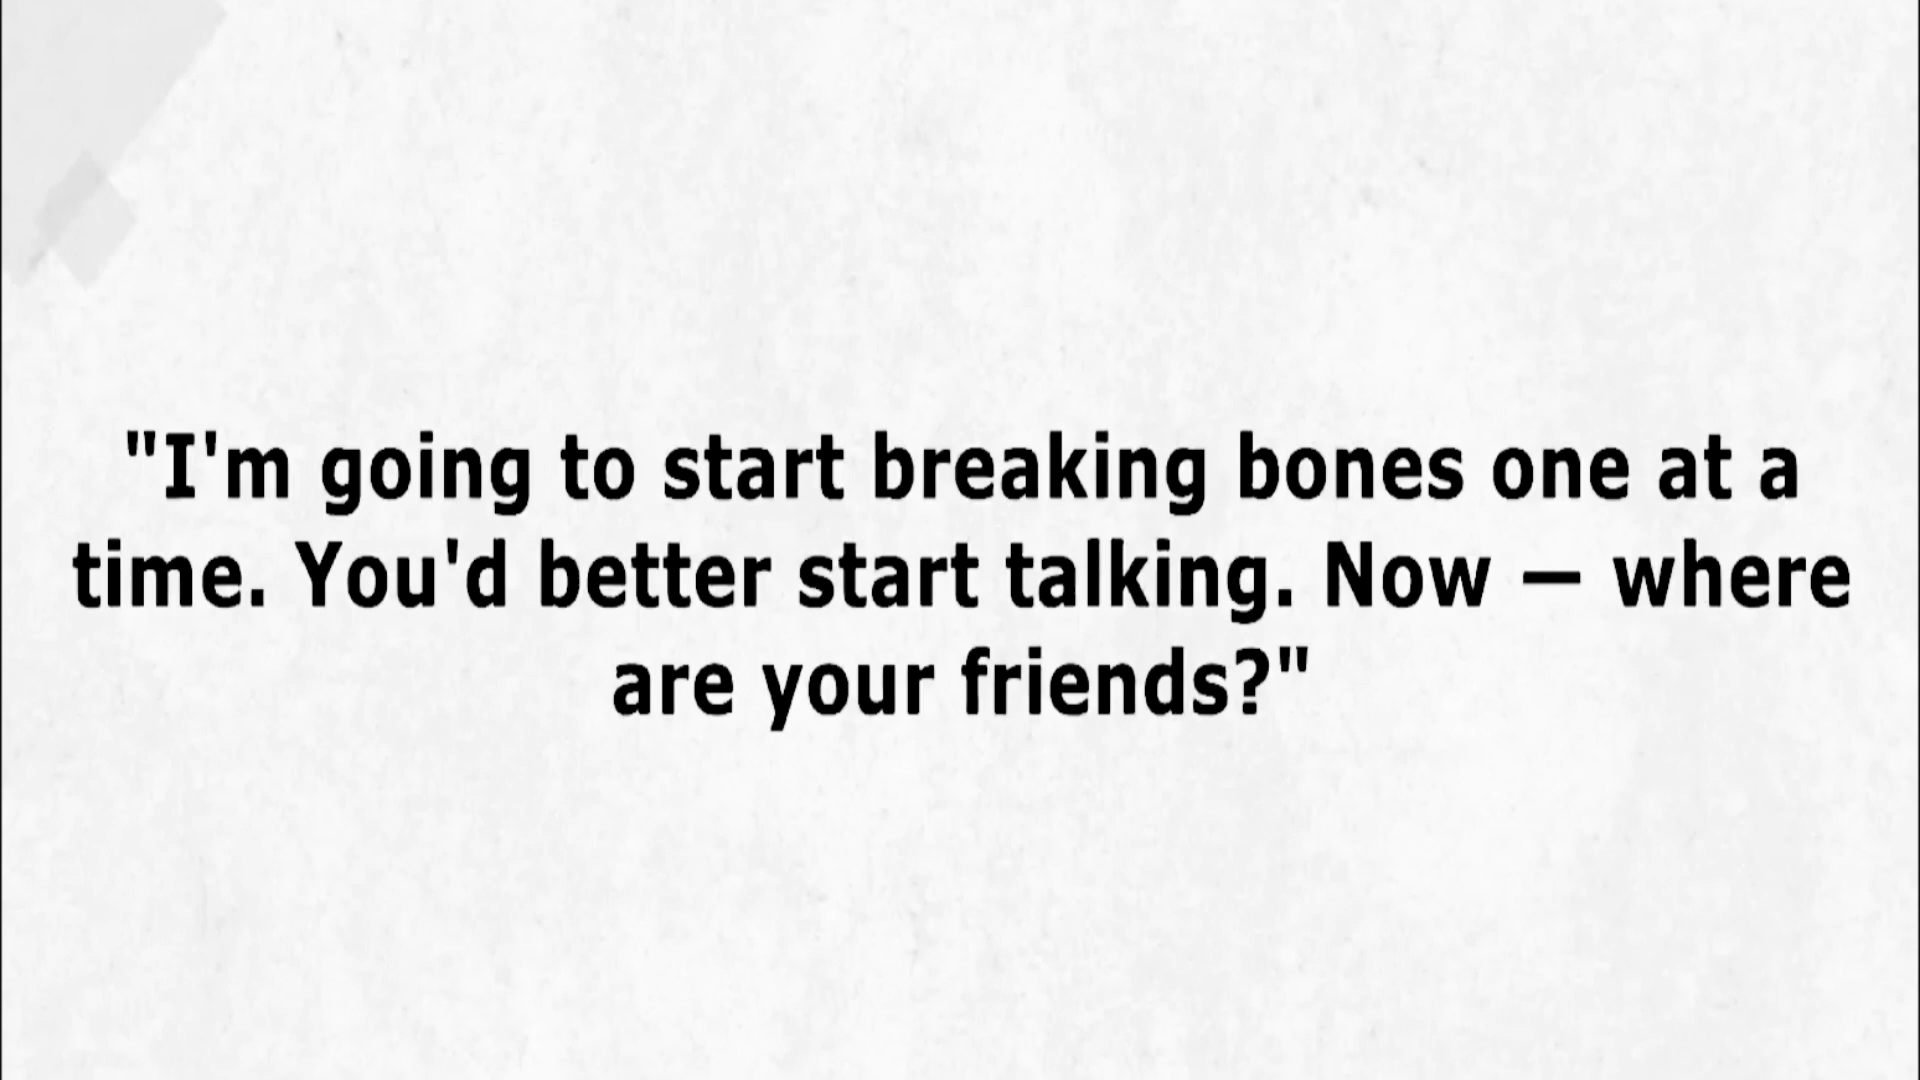 "I'm going to start breaking bones one at a
time. You'd better start talking. Now — where
are your friends?"